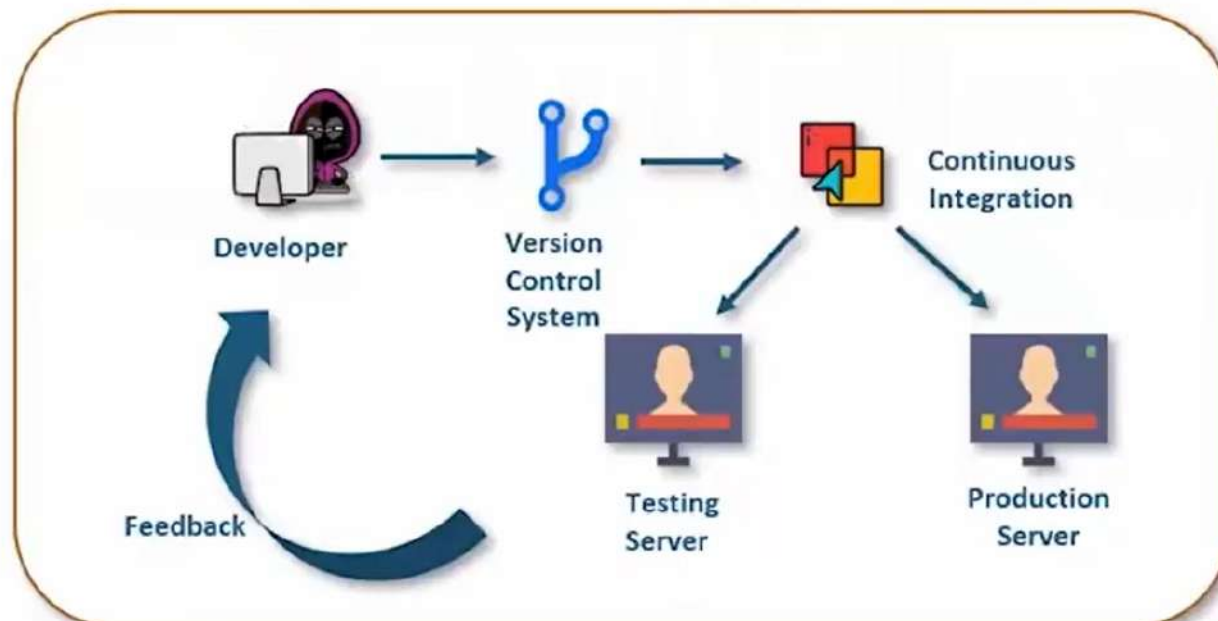 Developer
Version
Control
System
Continuous
Integration
Testing
Server
Production
Server
Feedback